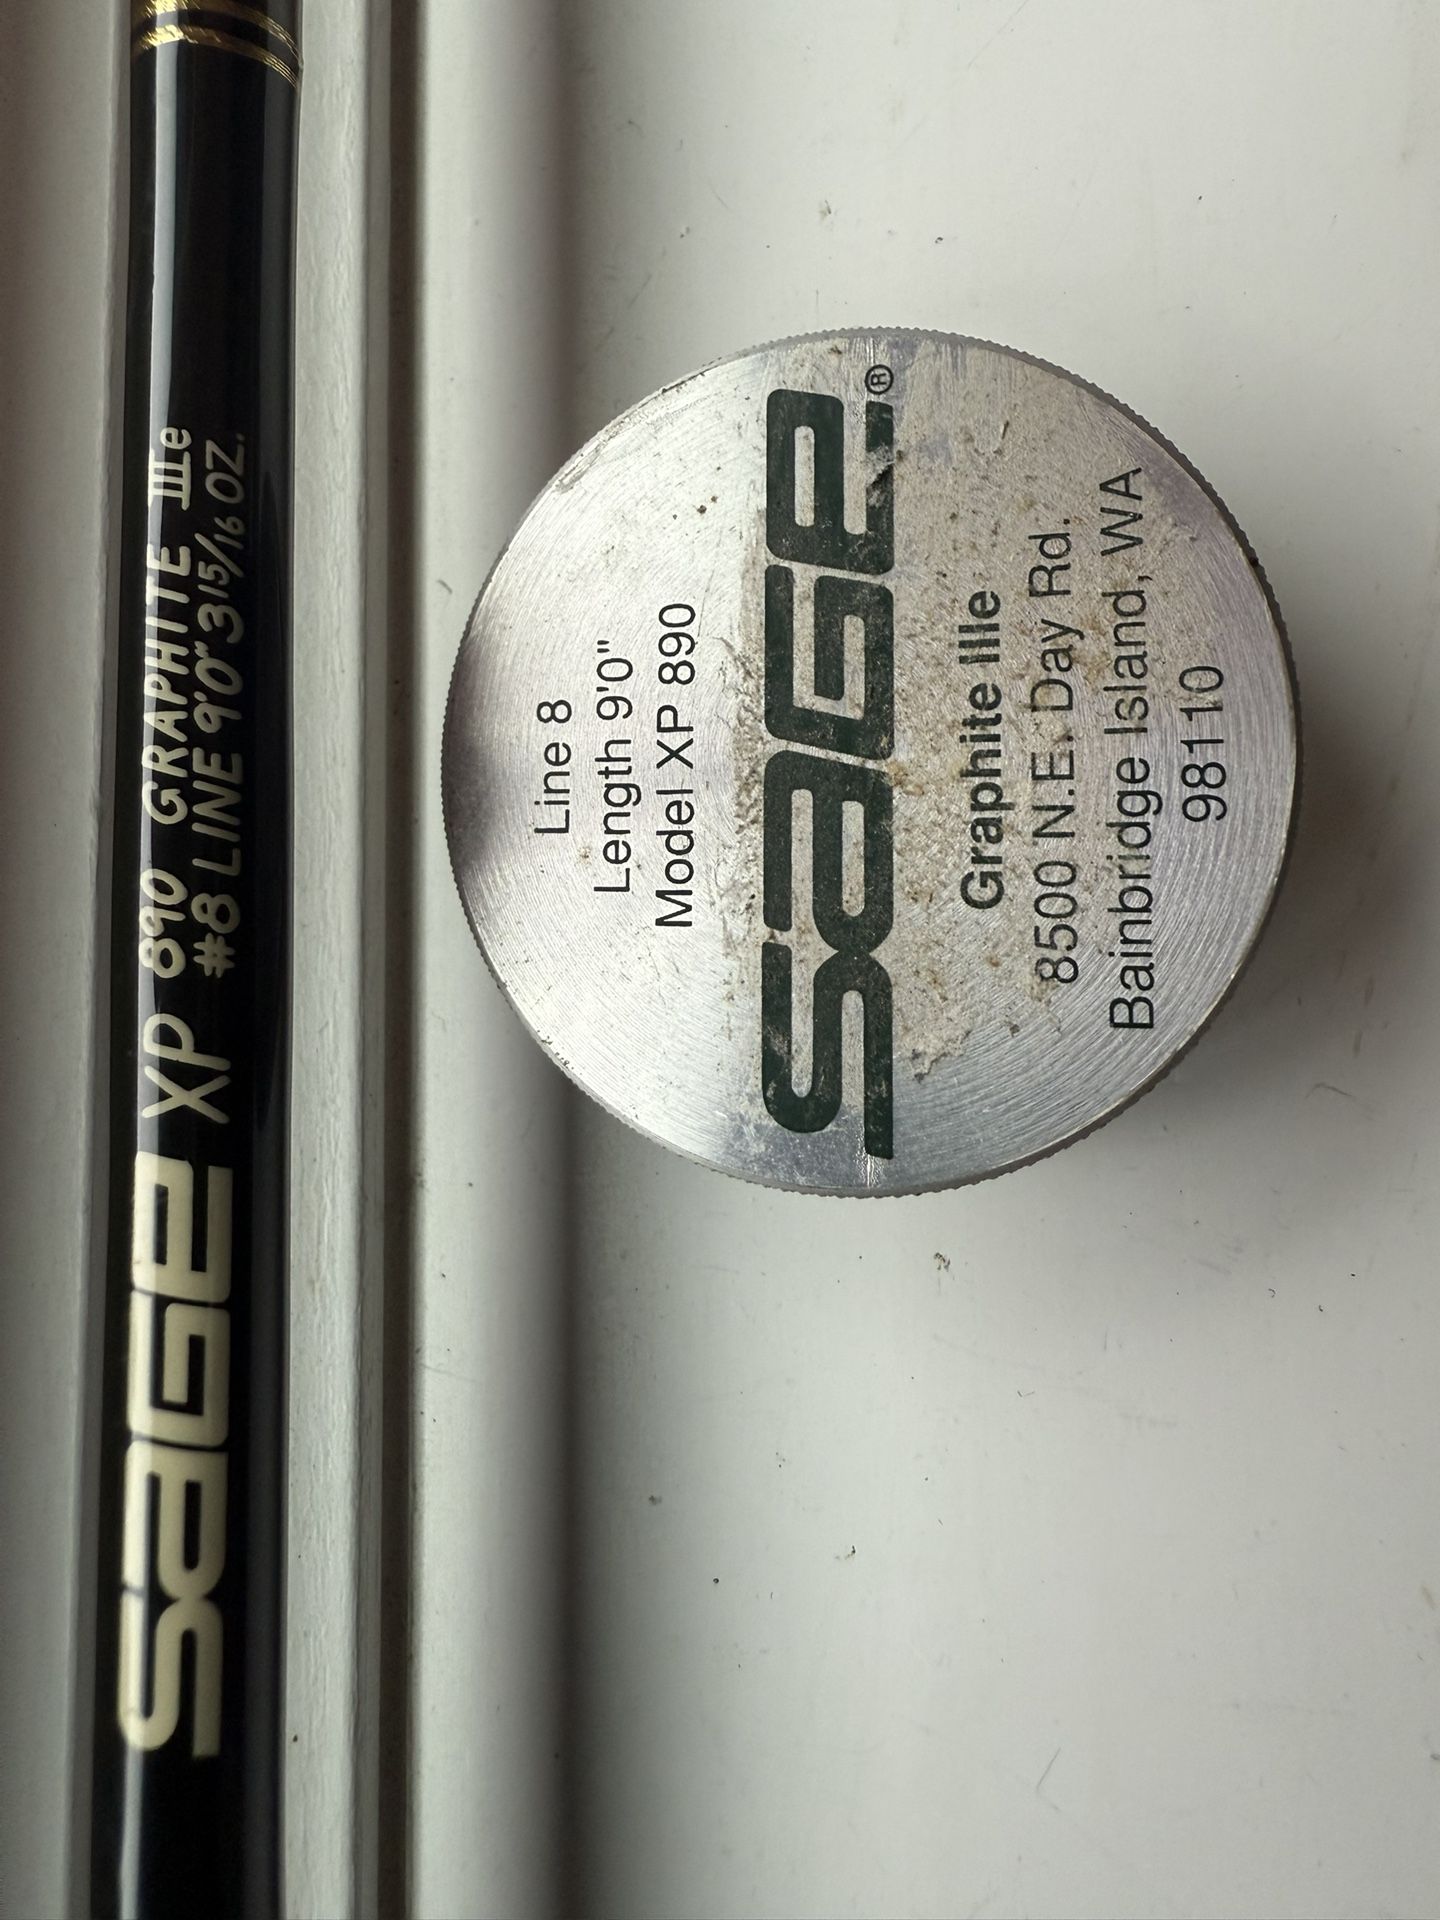 SAGE XP 890 GRAPHITE IIIe
#8 LINE 9'0" 3 15/16 OZ.
Line 8
Length 9'0"
Model XP 890
SAGE®
Graphite IIIe
8500 N.E. Day Rd.
Bainbridge Island, WA
98110